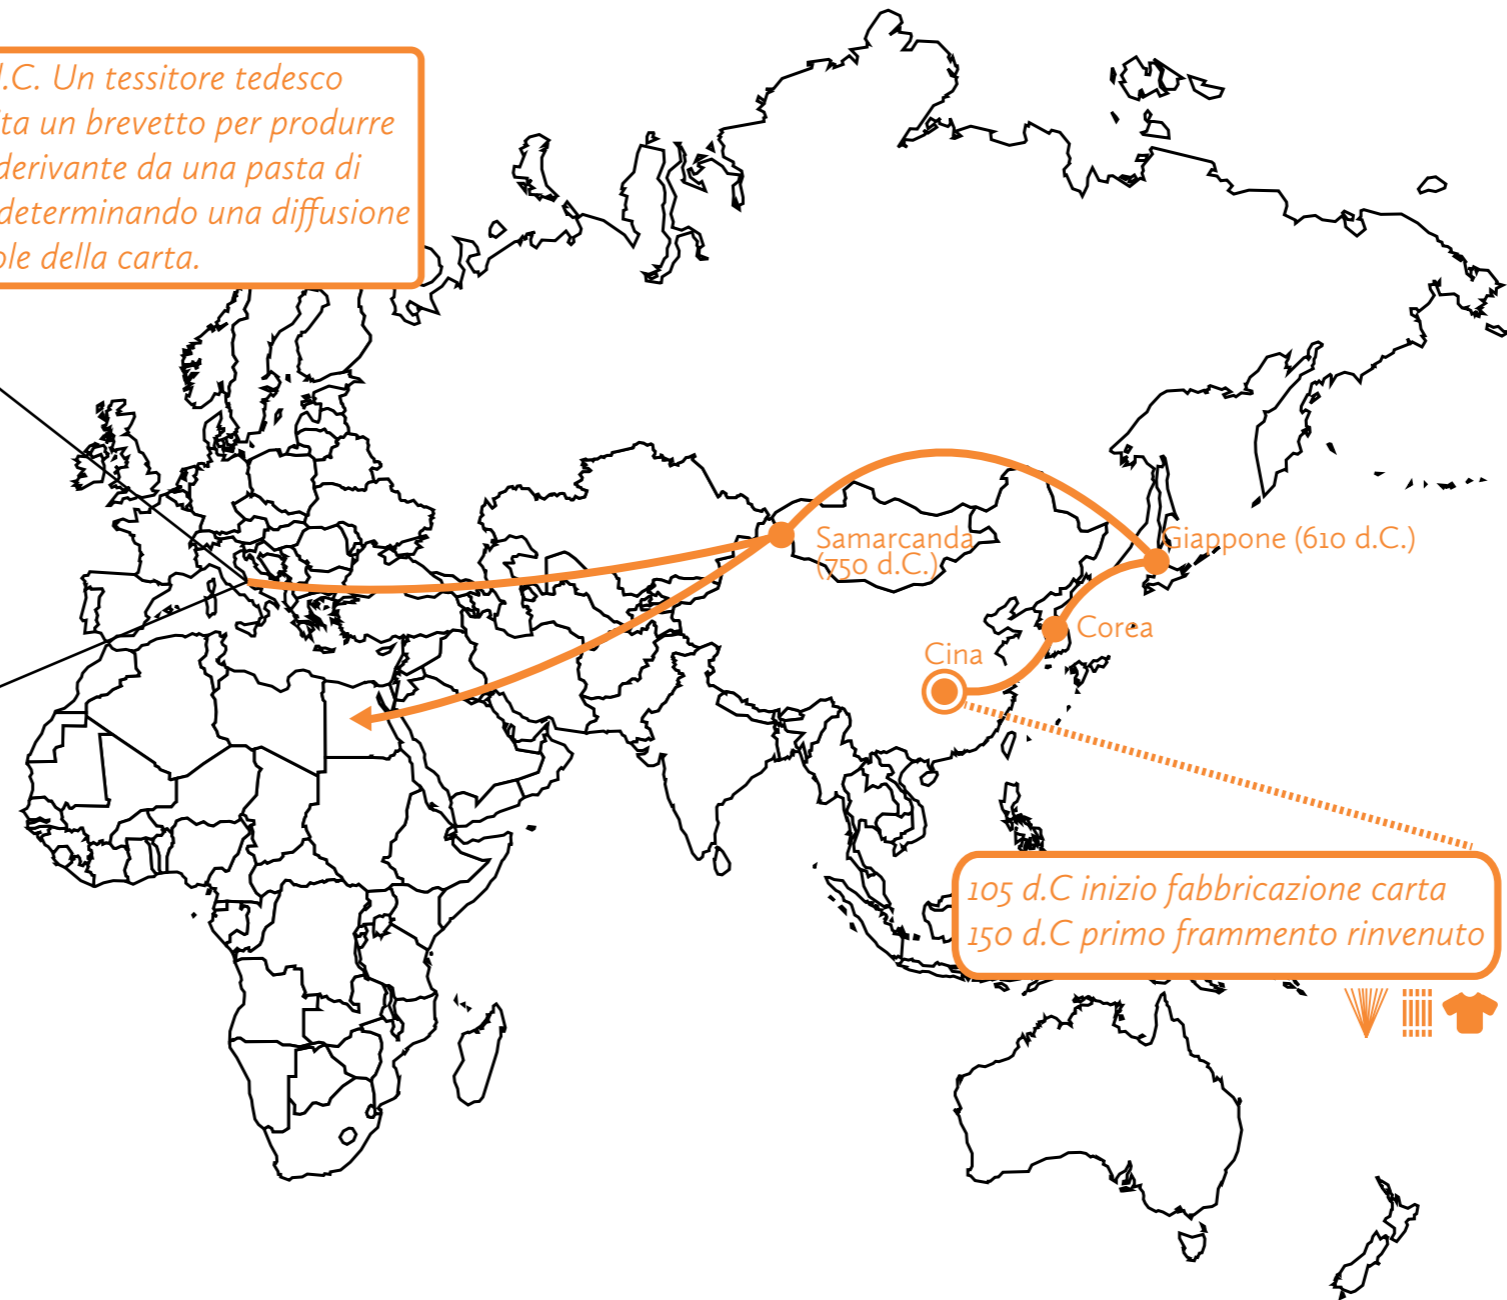 .C. Un tessitore tedesco
ta un brevetto per produrre
derivante da una pasta di
determinando una diffusione
ole della carta.
Samarcanda
(750 d.C.)
Giappone (610 d.C.)
Corea
Cina
105 d.C inizio fabbricazione carta
150 d.C primo frammento rinvenuto